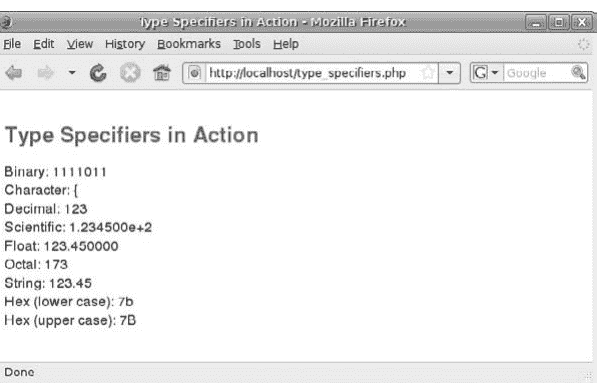 Type Specifiers in Action - Mozilla Firefox
File Edit View History Bookmarks Tools Help
http://localhost/type_specifiers.php G Google
Type Specifiers in Action
Binary: 1111011
Character: {
Decimal: 123
Scientific: 1.234500e+2
Float: 123.450000
Octal: 173
String: 123.45
Hex (lower case): 7b
Hex (upper case): 7B
Done